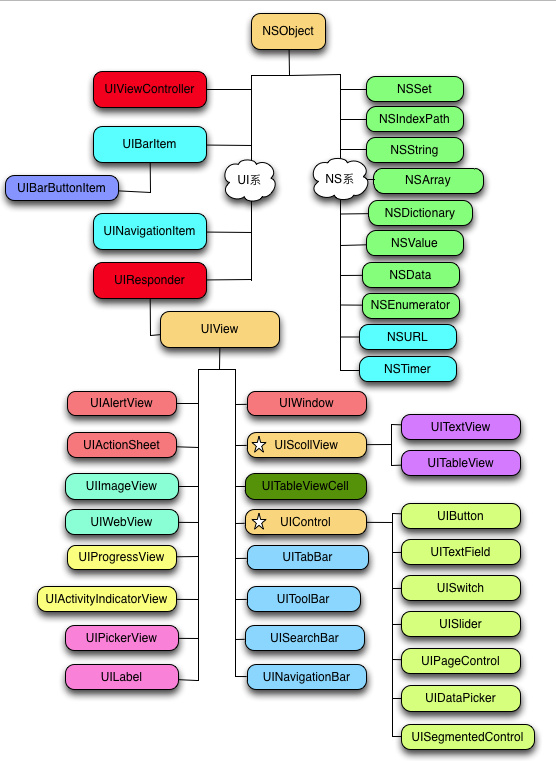 NSObject
UIViewController
UIBarItem
UIBarButtonItem
UI系
UINavigationItem
UIResponder
NS系
NSSet
NSIndexPath
NSString
NSArray
NSDictionary
NSValue
NSData
NSEnumerator
NSURL
NSTimer
UIView
UIAlertView
UIActionSheet
UIImageView
UIWebView
UIProgressView
UIActivityIndicatorView
UIPickerView
UILabel
UIWindow
UIScollView
UITableViewCell
UIControl
UITabBar
UIToolBar
UISearchBar
UINavigationBar
UITextView
UITableView
UIButton
UITextField
UISwitch
UISlider
UIPageControl
UIDataPicker
UISegmentedControl